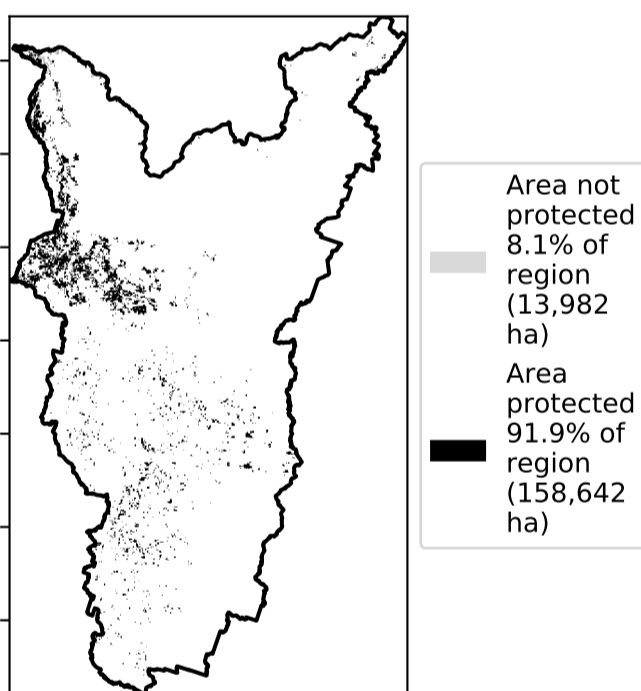 Area not
protected
8.1% of
region
(13,982
ha)
Area
protected
91.9% of
region
(158,642
ha)